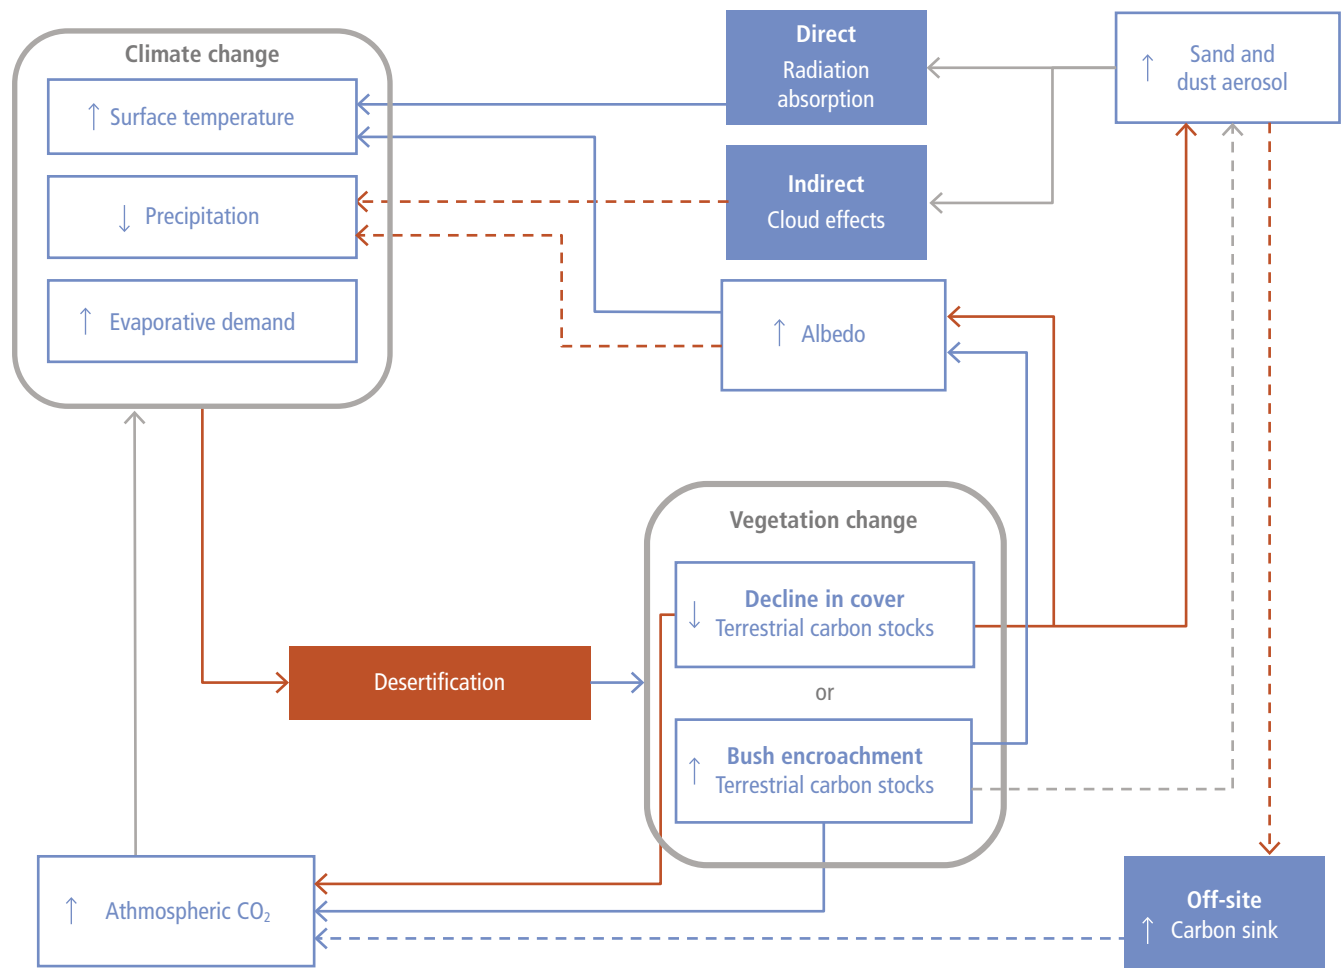 Climate change
↑ Surface temperature
↓ Precipitation
↑ Evaporative demand
Direct
Radiation
absorption
Indirect
Cloud effects
↑ Albedo
↑ Sand and
dust aerosol
Vegetation change
Decline in cover
↓ Terrestrial carbon stocks
or
Bush encroachment
↑ Terrestrial carbon stocks
Desertification
↑ Athmospheric CO₂
Off-site
↑ Carbon sink